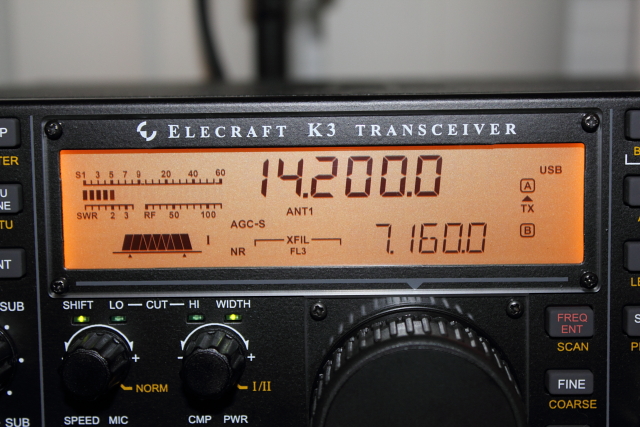 ELECRAFT K3 TRANSCEIVER
S1 3 5 7 9 20 40 60
14.200.0
USB
SWR 2 3 RF 50 100
ANT1
A
TX
AGC-S
B
I
NR
XFIL
FL3
7.160.0
SHIFT LO CUT HI WIDTH
NORM
I/II
SPEED MIC CMP PWR
FREQ
ENT
SCAN
FINE
COARSE
SUB
SUB